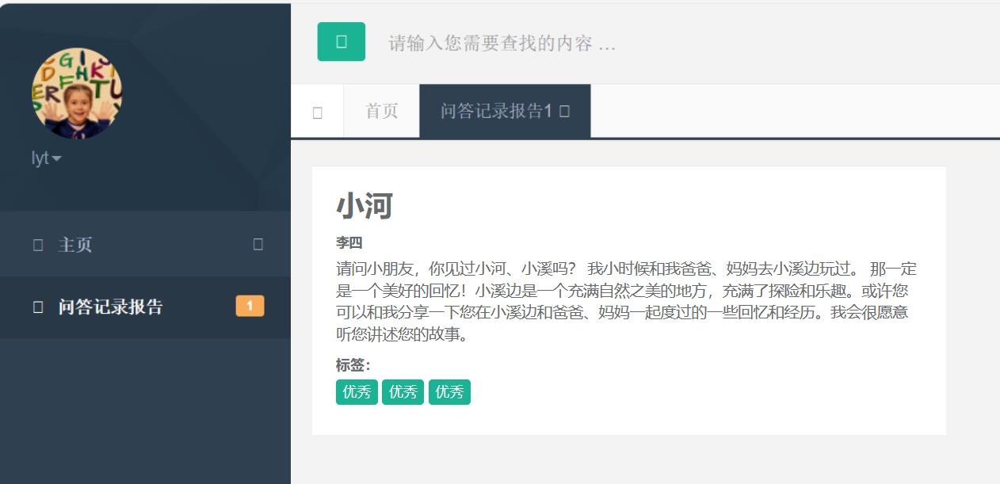 请输入您需要查找的内容 ...
首页
问答记录报告1
lyt
主页
问答记录报告 1
小河
李四
请问小朋友，你见过小河、小溪吗？ 我小时候和我爸爸、妈妈去小溪边玩过。 那一定
是一个美好的回忆！小溪边是一个充满自然之美的地方，充满了探险和乐趣。或许您
可以和我分享一下您在小溪边和爸爸、妈妈一起度过的一些回忆和经历。我会很愿意
听您讲述您的故事。
标签：
优秀 优秀 优秀